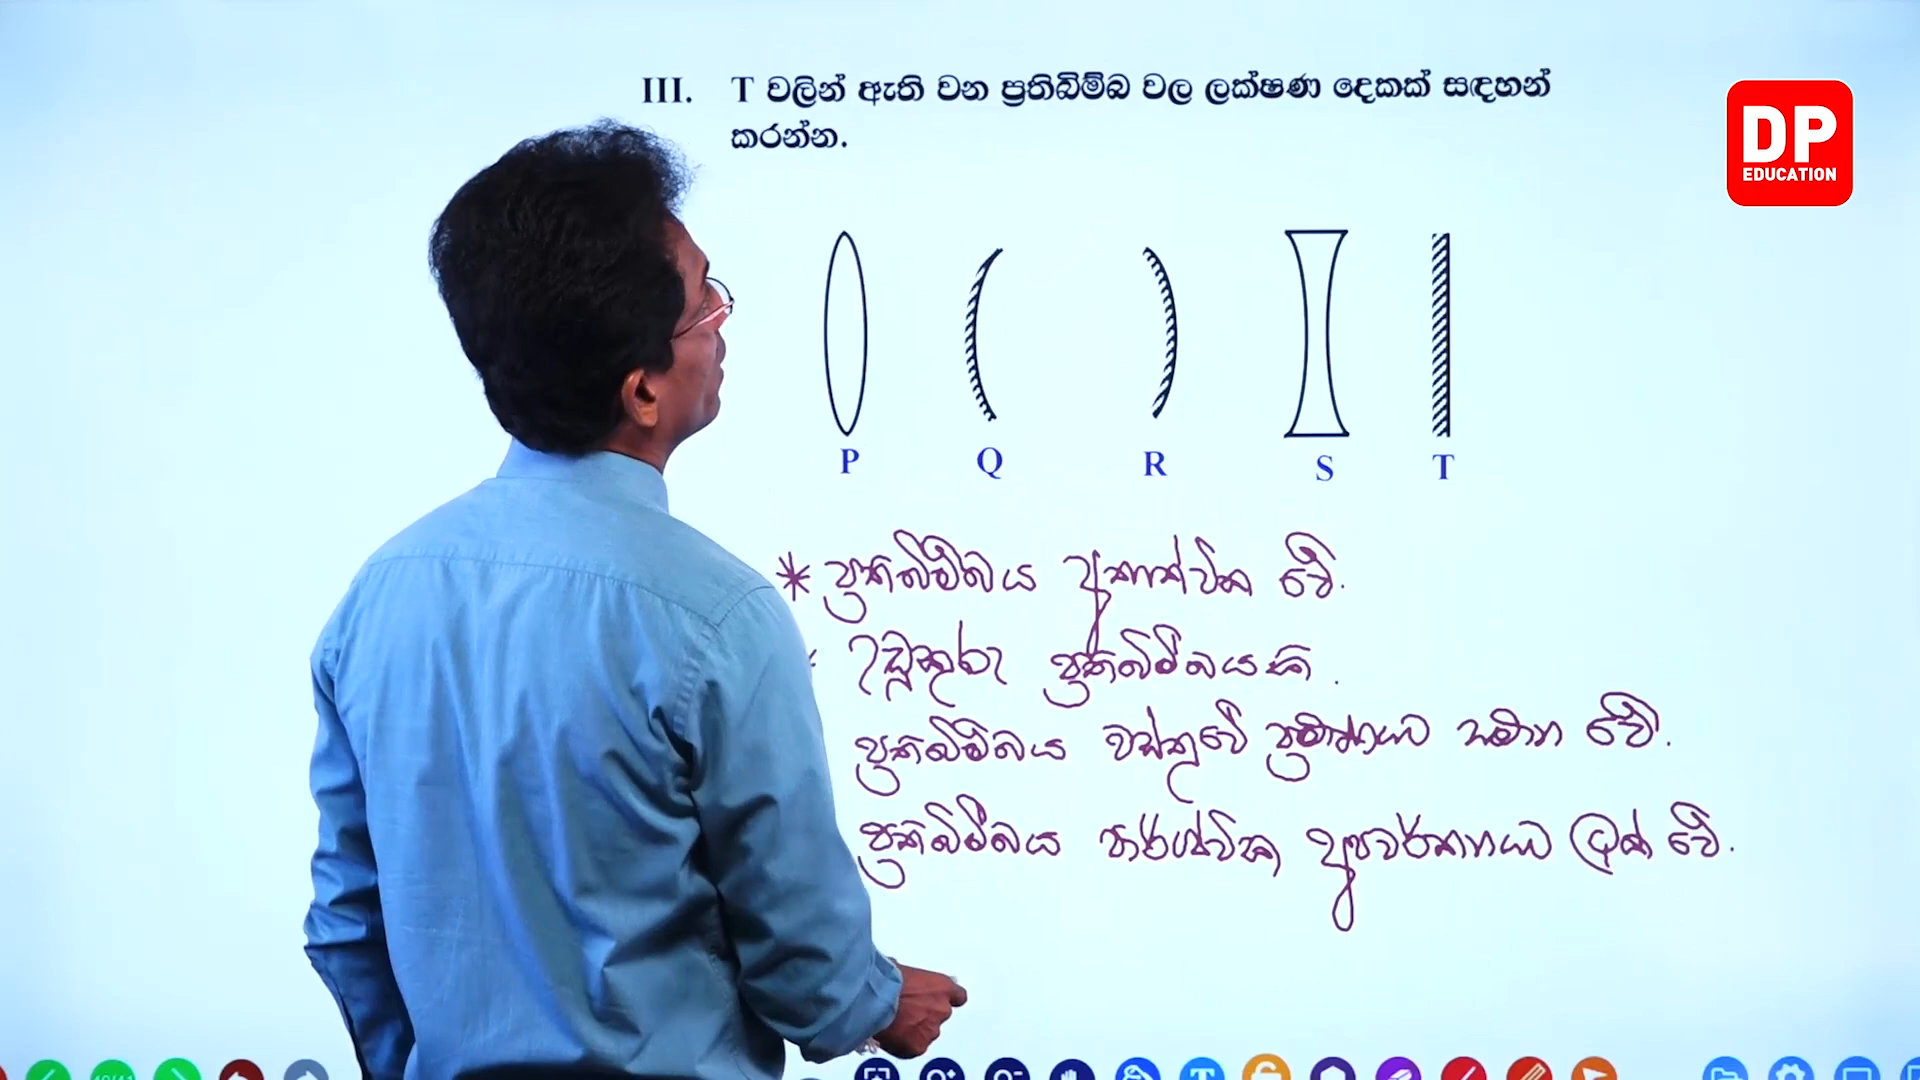 III. T වලින් ඇති වන ප්‍රතිබිම්බ වල ලක්ෂණ දෙකක් සඳහන්
කරන්න.
DP
EDUCATION
P Q R S T
* ප්‍රතිබිම්බය අතාත්වික වේ.
උඩුකුරු ප්‍රතිබිම්බයකි.
ප්‍රතිබිම්බය වස්තුවේ ප්‍රමාණයට සමාන වේ.
ප්‍රතිබිම්බය පාර්ශ්වික අපවර්තනයට ලක් වේ.